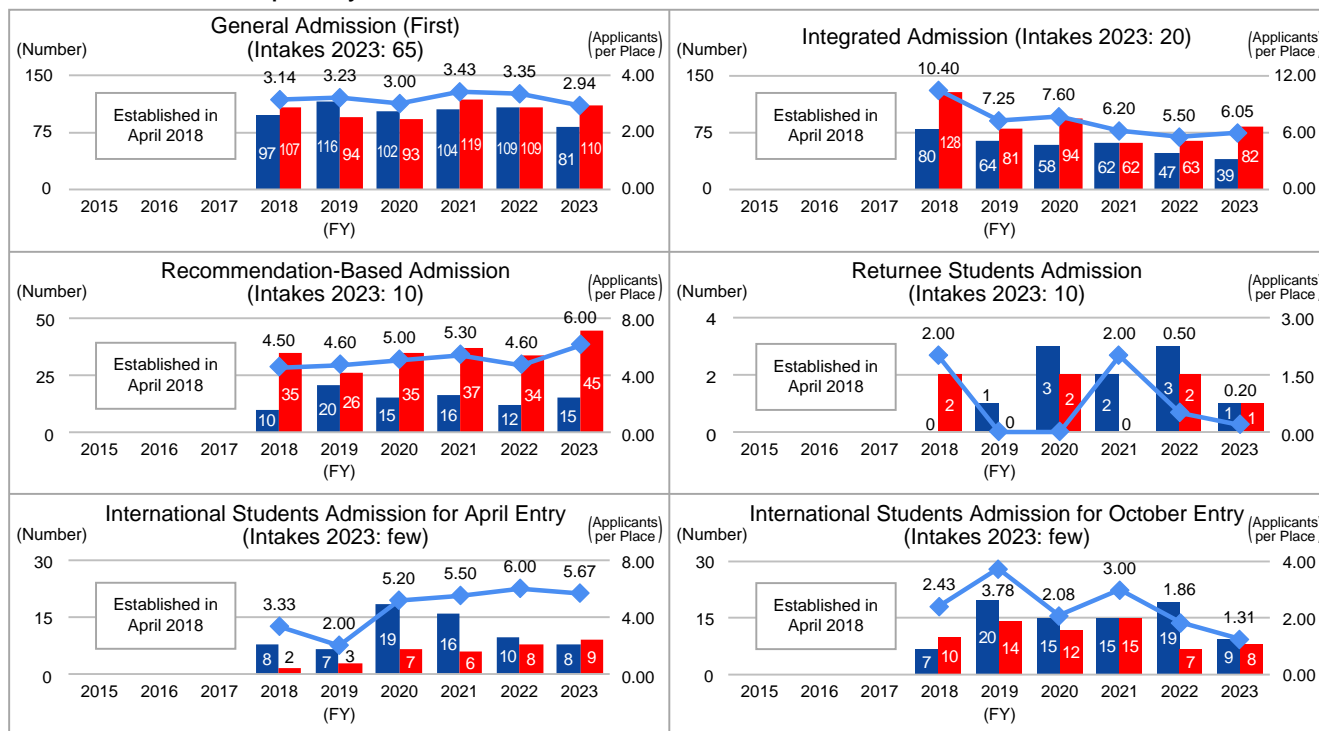 General Admission (First)
(Intakes 2023: 65)
(Number)
(Applicants per Place)
150
75
0
4.00
2.00
0.00
Established in
April 2018
3.14 3.23 3.00 3.43 3.35 2.94
97 107 116 94 102 93 104 119 109 109 81 110
2015 2016 2017 2018 2019 2020 2021 2022 2023
(FY)
Integrated Admission (Intakes 2023: 20)
(Number)
(Applicants per Place)
150
75
0
12.00
6.00
0.00
Established in
April 2018
10.40 7.25 7.60 6.20 5.50 6.05
80 128 64 81 58 94 62 62 47 63 39 82
2015 2016 2017 2018 2019 2020 2021 2022 2023
(FY)
Recommendation-Based Admission
(Intakes 2023: 10)
(Number)
(Applicants per Place)
50
25
0
8.00
4.00
0.00
Established in
April 2018
4.50 4.60 5.00 5.30 4.60 6.00
10 35 20 26 15 35 16 37 12 34 15 45
2015 2016 2017 2018 2019 2020 2021 2022 2023
(FY)
Returnee Students Admission
(Intakes 2023: 10)
(Number)
(Applicants per Place)
4
2
0
3.00
1.50
0.00
Established in
April 2018
2.00 2.00 0.50 0.20
0 2 1 0 3 2 2 0 3 2 1 1
2015 2016 2017 2018 2019 2020 2021 2022 2023
(FY)
International Students Admission for April Entry
(Intakes 2023: few)
(Number)
(Applicants per Place)
30
15
0
8.00
4.00
0.00
Established in
April 2018
3.33 2.00 5.20 5.50 6.00 5.67
8 2 7 3 19 7 16 6 10 8 8 9
2015 2016 2017 2018 2019 2020 2021 2022 2023
(FY)
International Students Admission for October Entry
(Intakes 2023: few)
(Number)
(Applicants per Place)
30
15
0
4.00
2.00
0.00
Established in
April 2018
2.43 3.78 2.08 3.00 1.86 1.31
7 10 20 14 15 12 15 15 19 7 9 8
2015 2016 2017 2018 2019 2020 2021 2022 2023
(FY)